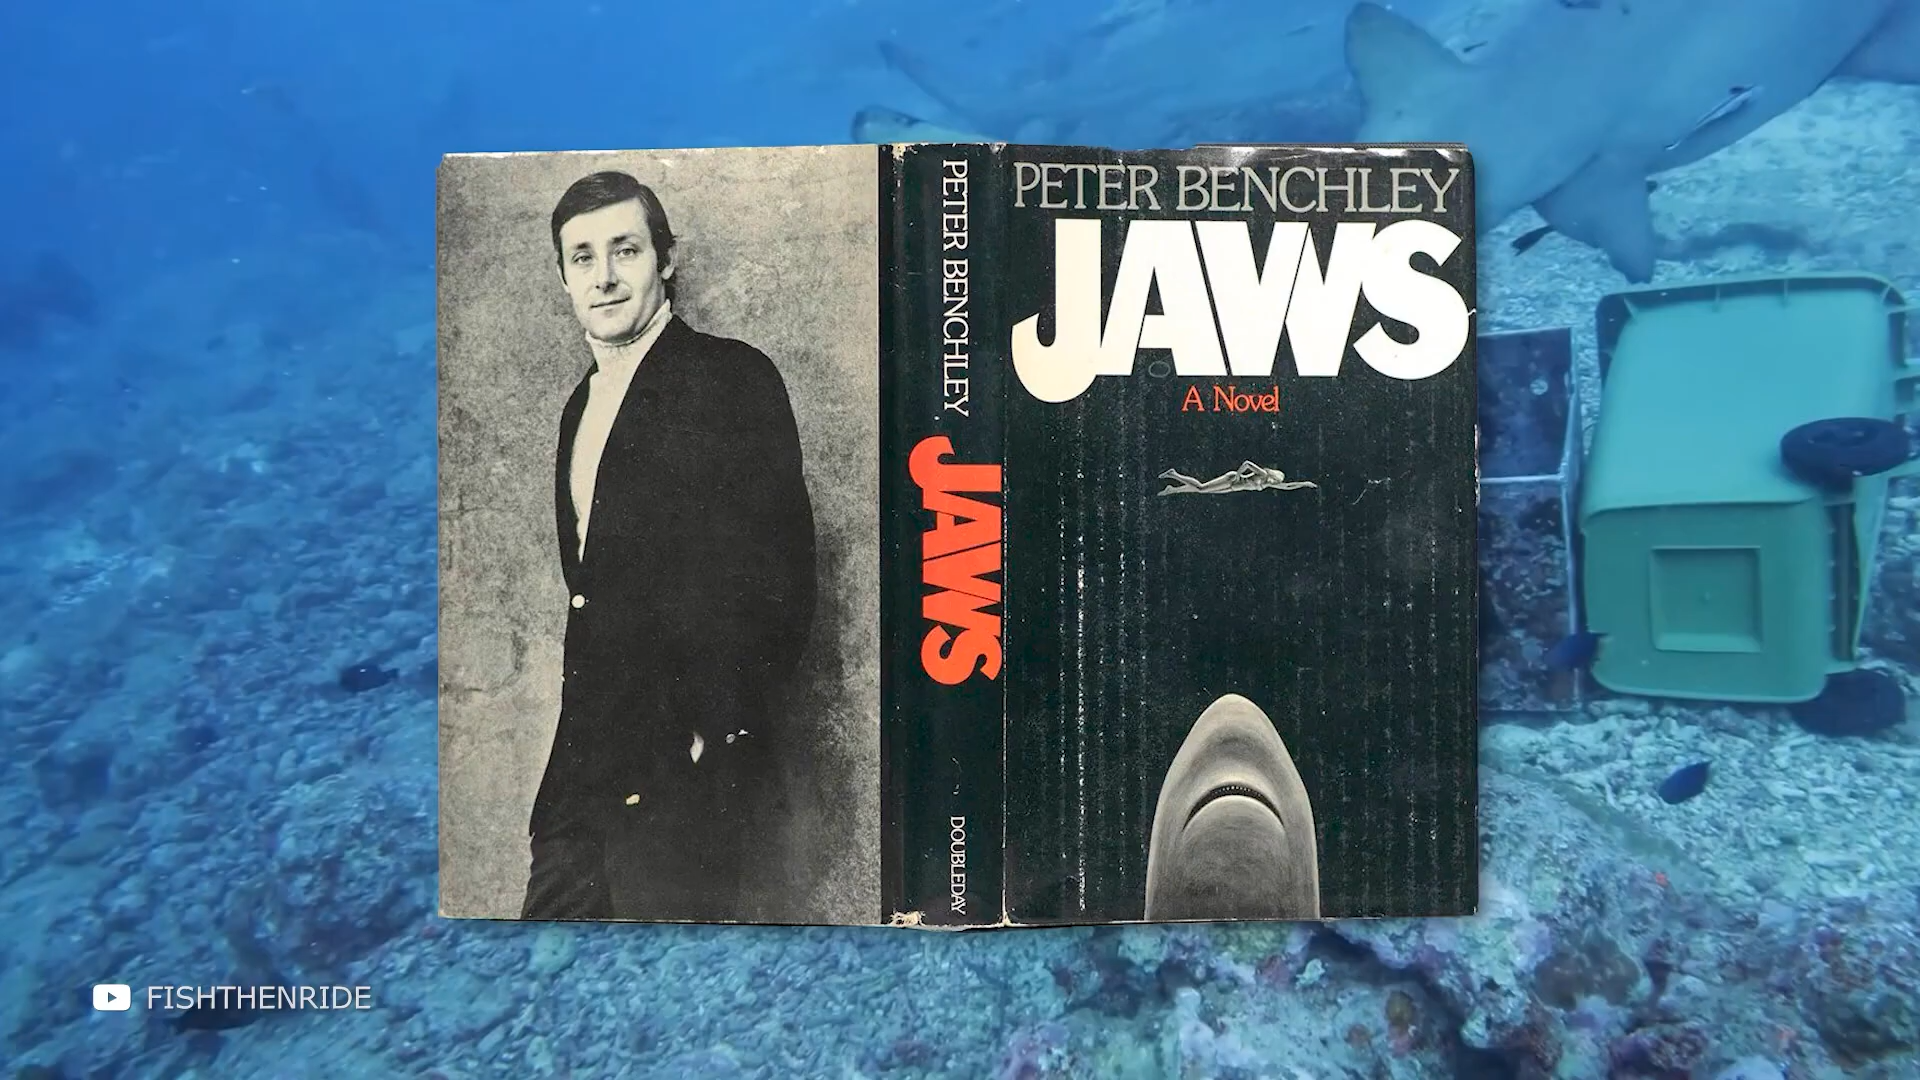 PETER BENCHLEY
JAWS
DOUBLEDAY
PETER BENCHLEY
JAWS
A Novel
FISHTHENRIDE